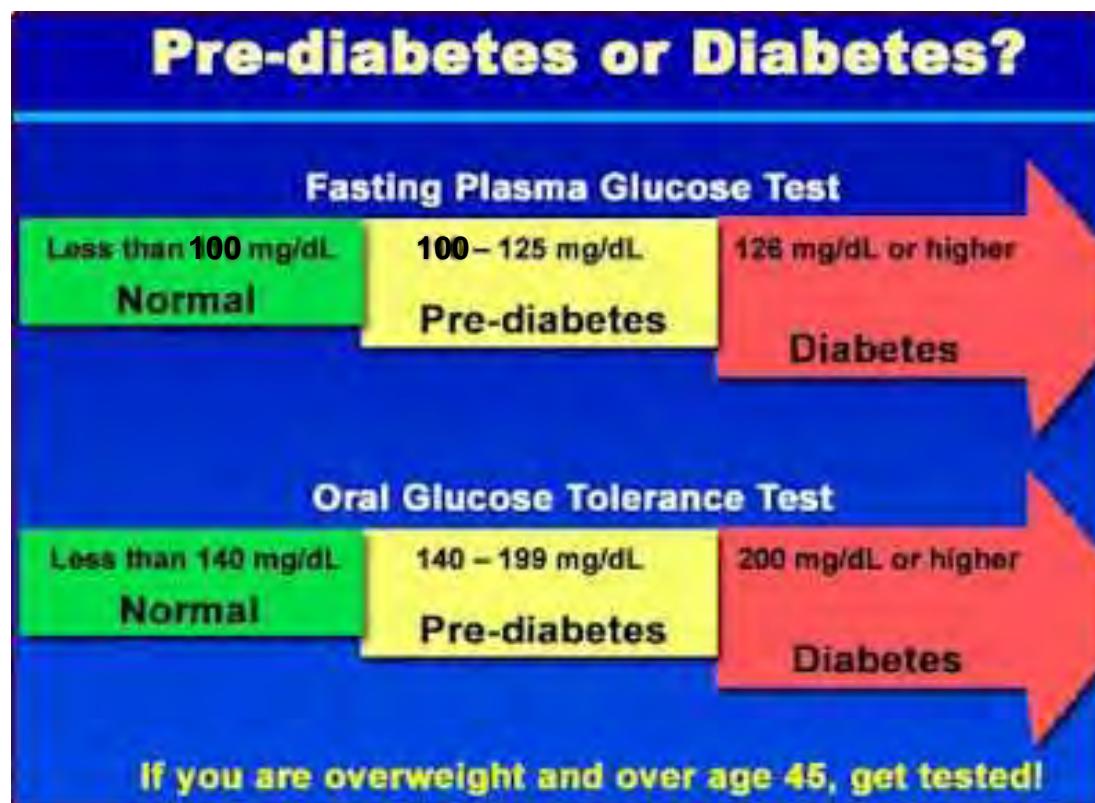 Pre-diabetes or Diabetes?
Fasting Plasma Glucose Test
Less than 100 mg/dL
Normal
100 – 125 mg/dL
Pre-diabetes
126 mg/dL or higher
Diabetes
Oral Glucose Tolerance Test
Less than 140 mg/dL
Normal
140 – 199 mg/dL
Pre-diabetes
200 mg/dL or higher
Diabetes
If you are overweight and over age 45, get tested!